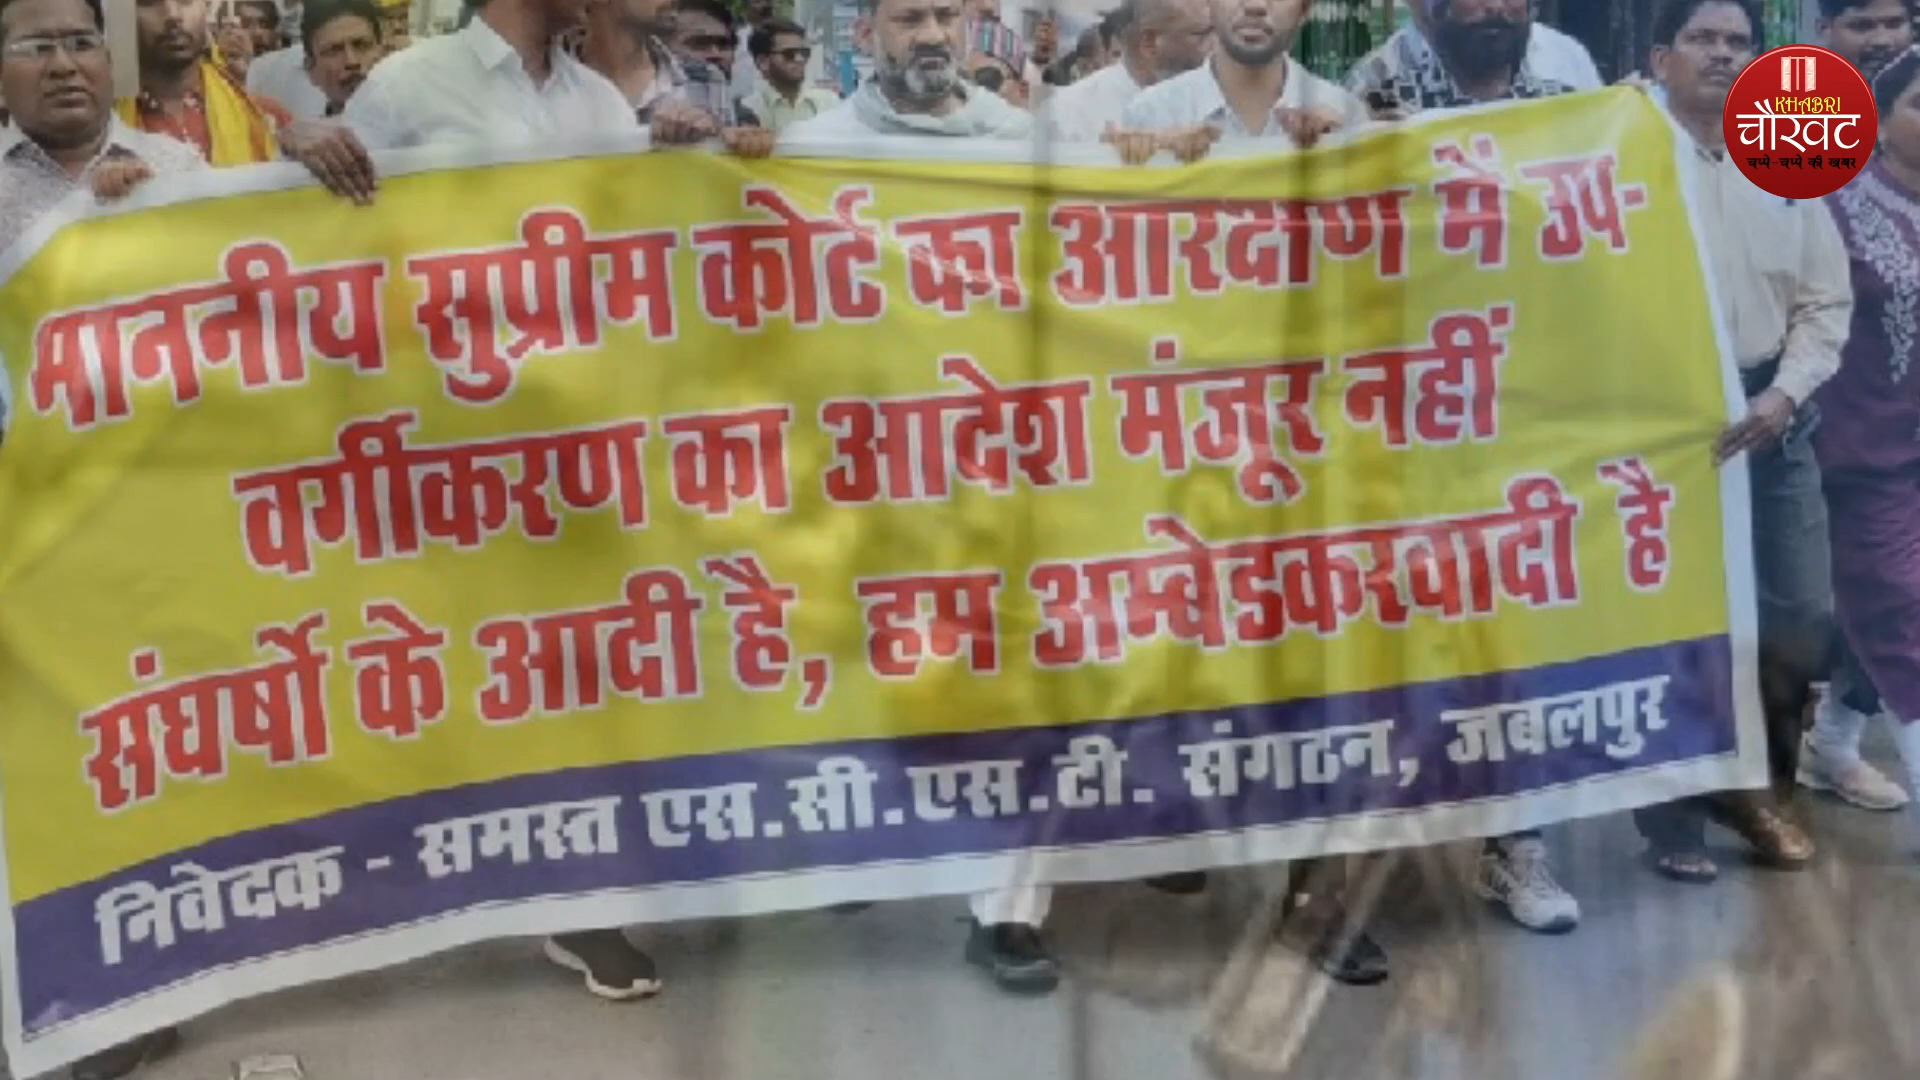 KHABRI
चौखट
चप्पे-चप्पे की खबर
माननीय सुप्रीम कोर्ट का आरक्षण में उप-
वर्गीकरण का आदेश मंजूर नहीं
संघर्षो के आदी है, हम अम्बेडकरवादी है
निवेदक - समस्त एस.सी.एस.टी. संगठन, जबलपुर